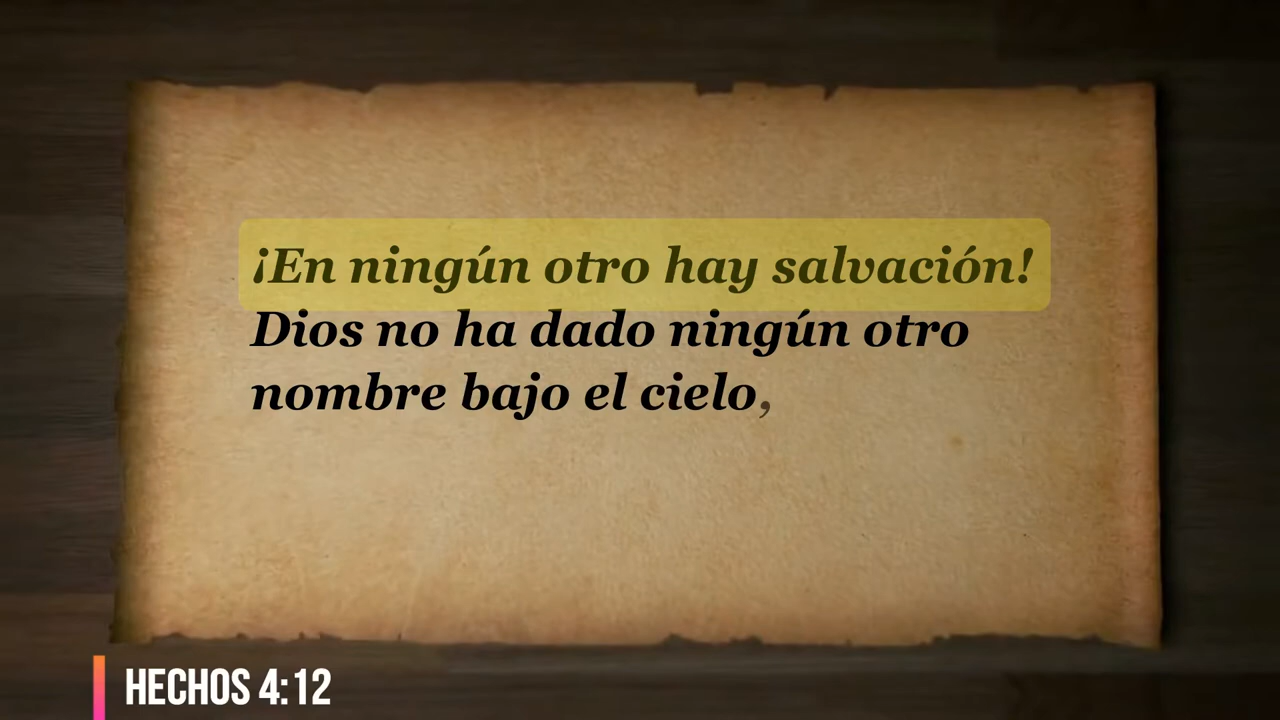 ¡En ningún otro hay salvación!
Dios no ha dado ningún otro
nombre bajo el cielo,
HECHOS 4:12